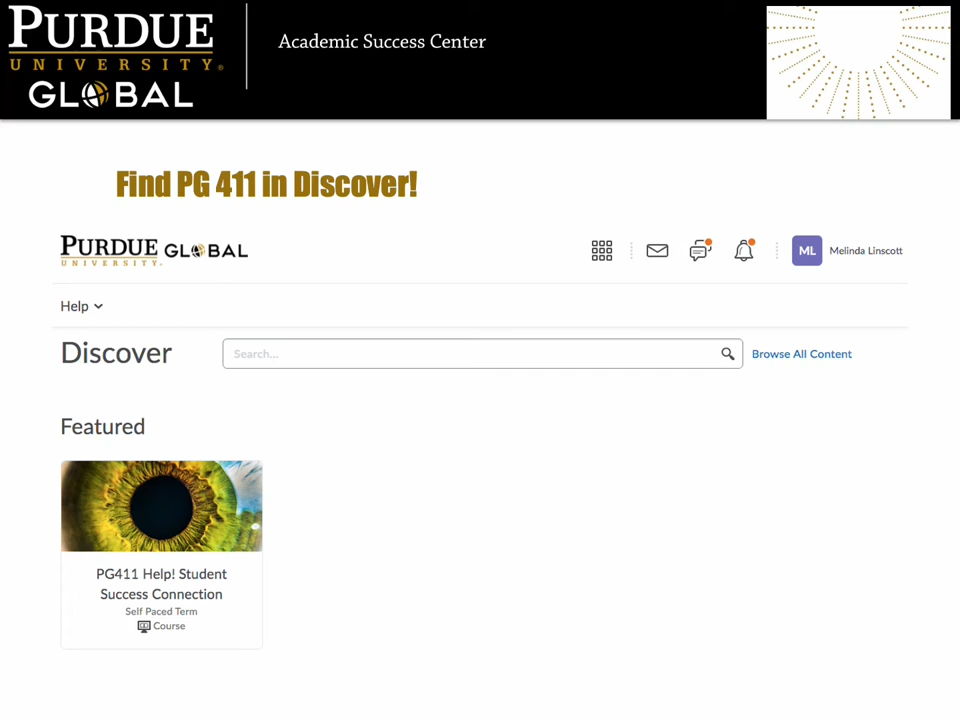 PURDUE
UNIVERSITY®
GLOBAL
Academic Success Center
Find PG 411 in Discover!
PURDUE GLOBAL
UNIVERSITY
ML Melinda Linscott
Help
Discover
Search...
Browse All Content
Featured
PG411 Help! Student
Success Connection
Self Paced Term
Course